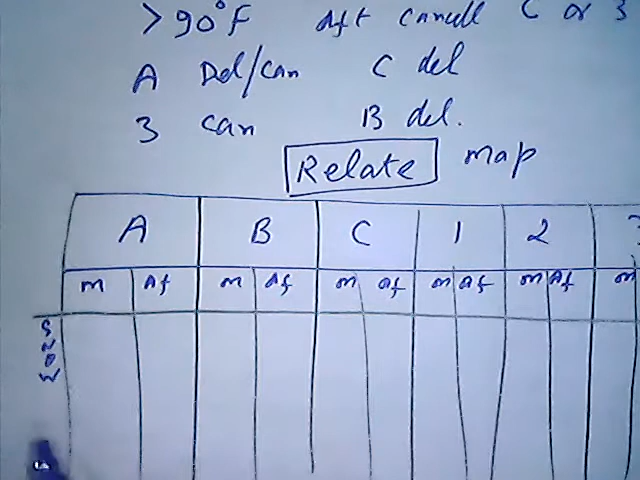 >90°F Aft Cancell C or 3
A Del/Can C del
3 can B del.
Relate map
A B C 1 2
m Af m Af m af m af m Af m
SNOW